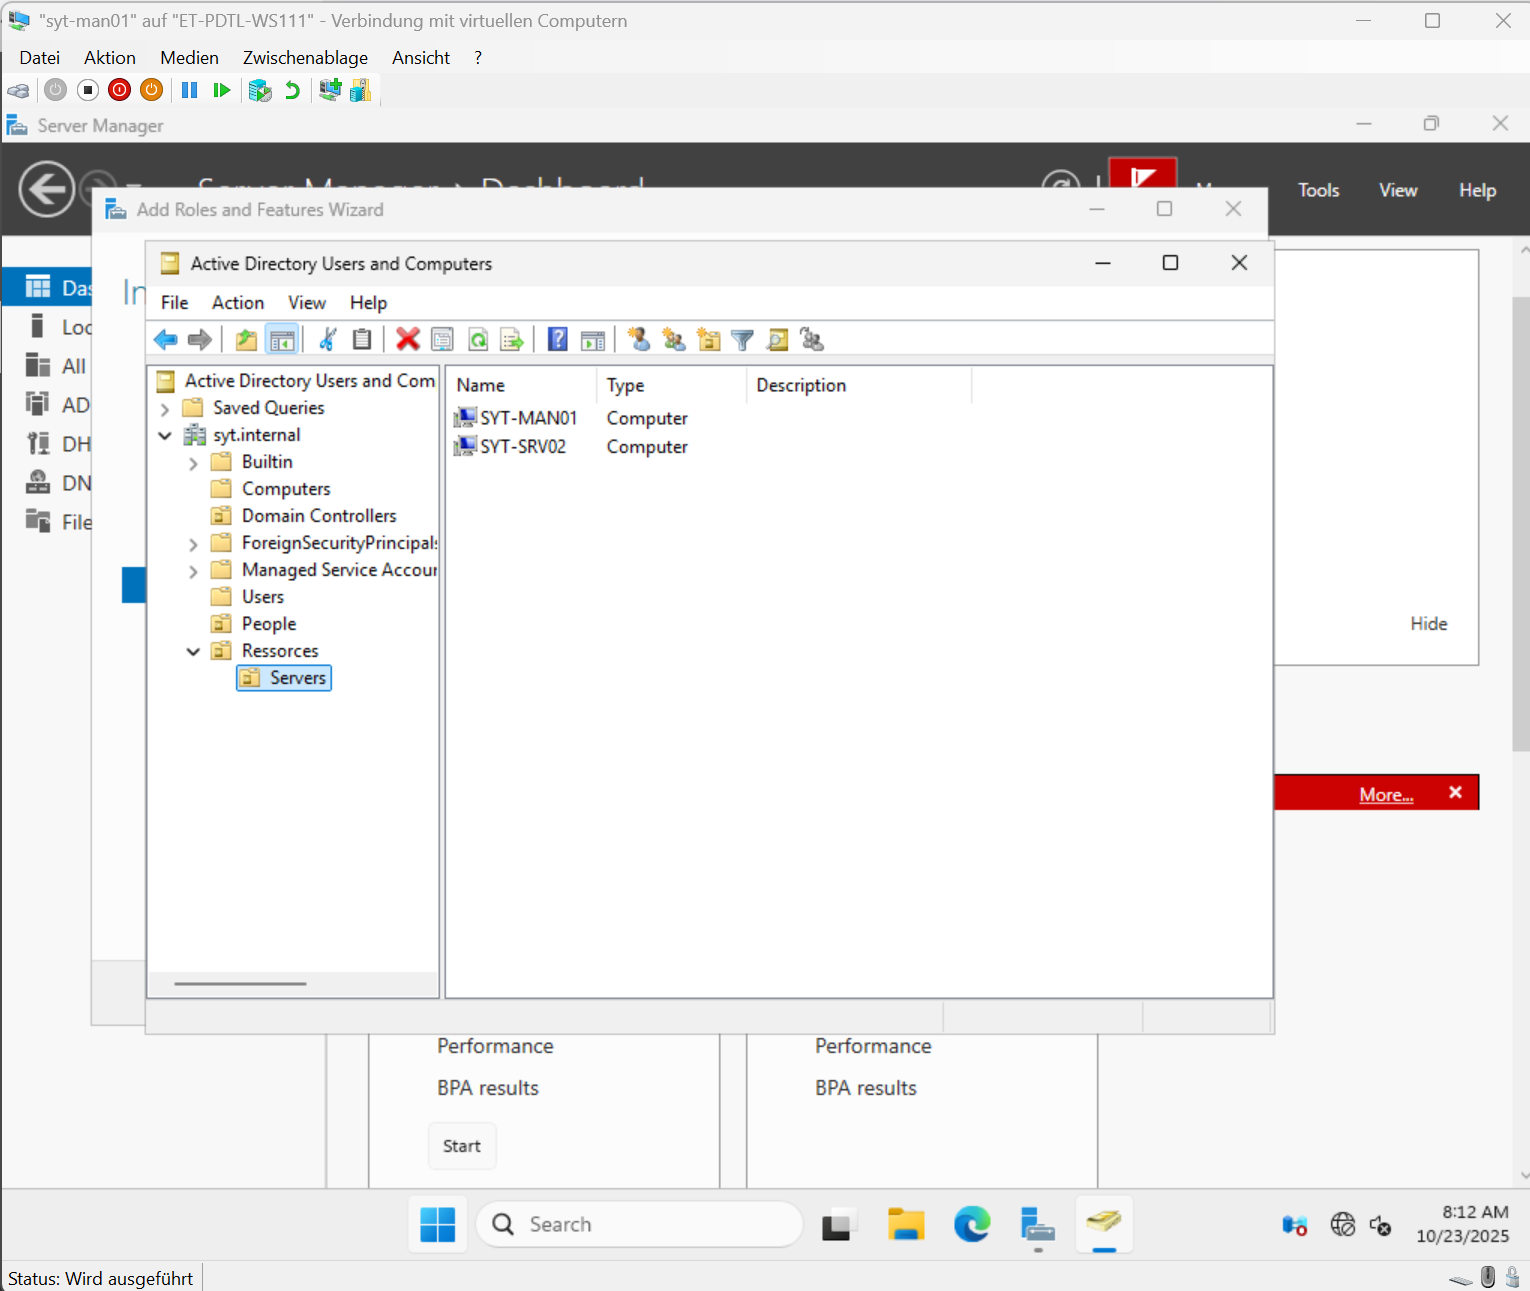 "syt-man01" auf "ET-PDTL-WS111" - Verbindung mit virtuellen Computern
Datei Aktion Medien Zwischenablage Ansicht ?
Server Manager
Server Manager Dashboard
Tools View Help
Add Roles and Features Wizard
Active Directory Users and Computers
File Action View Help
Das
Loc
All
AD
DH
DN
File
In
Active Directory Users and Com
Saved Queries
syt.internal
Builtin
Computers
Domain Controllers
ForeignSecurityPrincipals
Managed Service Accour
Users
People
Ressorces
Servers
Name Type Description
SYT-MAN01 Computer
SYT-SRV02 Computer
Hide
More...
Performance
BPA results
Start
Performance
BPA results
Search
8:12 AM
10/23/2025
Status: Wird ausgeführt